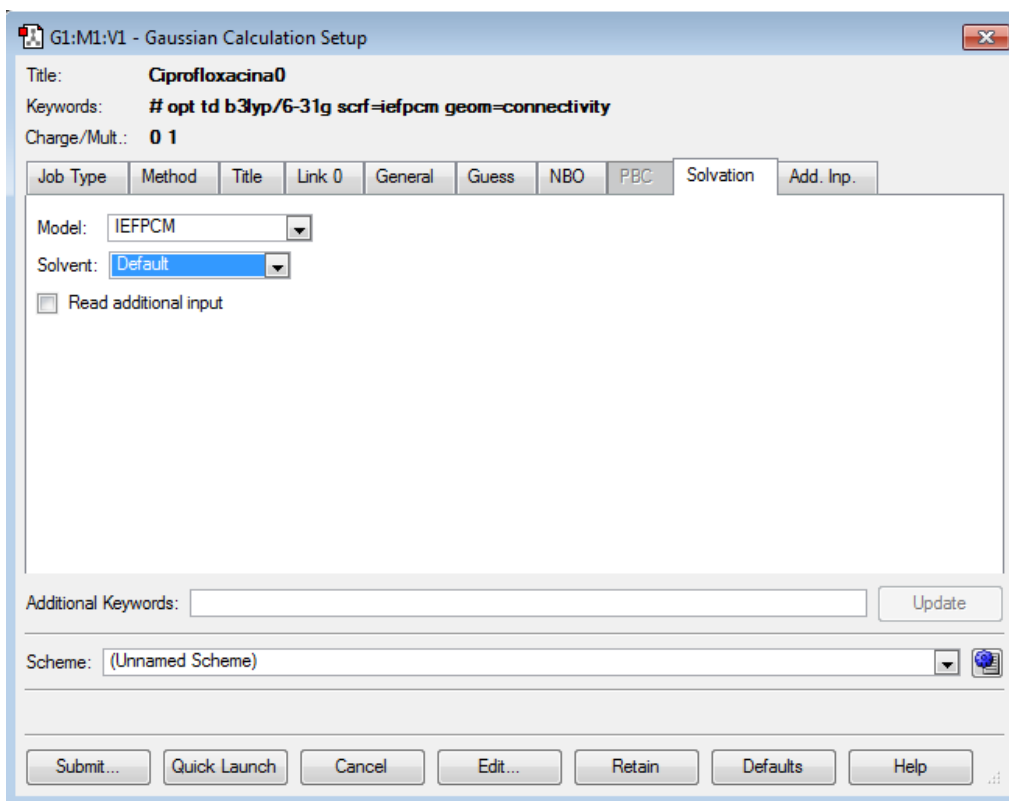 G1:M1:V1 - Gaussian Calculation Setup
Title: Ciprofloxacina0
Keywords: # opt td b3lyp/6-31g scrf=iefpcm geom=connectivity
Charge/Mult.: 0 1
Job Type Method Title Link 0 General Guess NBO PBC Solvation Add. Inp.
Model: IEFPCM
Solvent: Default
Read additional input
Additional Keywords: Update
Scheme: (Unnamed Scheme)
Submit... Quick Launch Cancel Edit... Retain Defaults Help